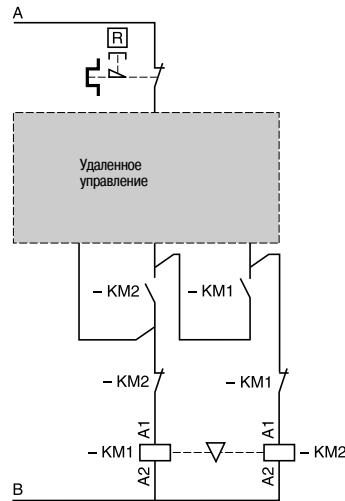 A
R
Удаленное
управление
– KM2
– KM1
– KM2
– KM1
A1
A1
– KM1
– KM2
A2
A2
B